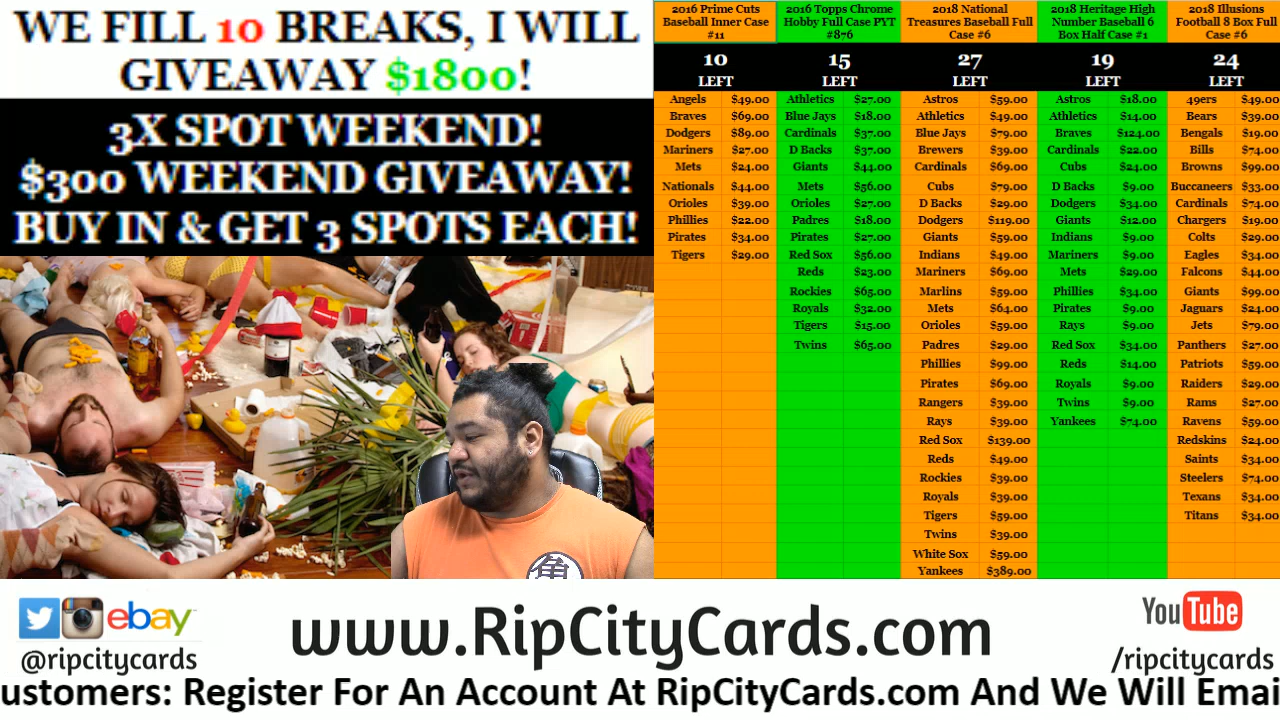 WE FILL 10 BREAKS, I WILL
GIVEAWAY $1800!
3X SPOT WEEKEND!
$300 WEEKEND GIVEAWAY!
BUY IN & GET 3 SPOTS EACH!
2016 Prime Cuts
Baseball Inner Case
#11
10
LEFT
Angels $49.00
Braves $69.00
Dodgers $89.00
Mariners $27.00
Mets $24.00
Nationals $44.00
Orioles $39.00
Phillies $22.00
Pirates $34.00
Tigers $29.00
2016 Topps Chrome
Hobby Full Case PYT
#876
15
LEFT
Athletics $27.00
Blue Jays $18.00
Cardinals $37.00
D Backs $37.00
Giants $44.00
Mets $56.00
Orioles $27.00
Padres $18.00
Pirates $27.00
Red Sox $56.00
Reds $23.00
Rockies $65.00
Royals $32.00
Tigers $15.00
Twins $65.00
2018 National
Treasures Baseball Full
Case #6
27
LEFT
Astros $59.00
Athletics $49.00
Blue Jays $79.00
Brewers $39.00
Cardinals $69.00
Cubs $79.00
D Backs $29.00
Dodgers $119.00
Giants $59.00
Indians $49.00
Mariners $69.00
Marlins $59.00
Mets $64.00
Orioles $59.00
Padres $29.00
Phillies $99.00
Pirates $69.00
Rangers $39.00
Rays $39.00
Red Sox $139.00
Reds $49.00
Rockies $39.00
Royals $39.00
Tigers $59.00
Twins $39.00
White Sox $59.00
Yankees $389.00
2018 Heritage High
Number Baseball 6
Box Half Case #1
19
LEFT
Astros $18.00
Athletics $14.00
Braves $124.00
Cardinals $22.00
Cubs $24.00
D Backs $9.00
Dodgers $34.00
Giants $12.00
Indians $9.00
Mariners $9.00
Mets $29.00
Phillies $34.00
Pirates $9.00
Rays $9.00
Red Sox $34.00
Reds $14.00
Royals $9.00
Twins $9.00
Yankees $74.00
2018 Illusions
Football 8 Box Full
Case #6
24
LEFT
49ers $49.00
Bears $39.00
Bengals $19.00
Bills $74.00
Browns $99.00
Buccaneers $33.00
Cardinals $74.00
Chargers $19.00
Colts $29.00
Eagles $34.00
Falcons $44.00
Giants $99.00
Jaguars $24.00
Jets $79.00
Panthers $27.00
Patriots $59.00
Raiders $29.00
Rams $27.00
Ravens $59.00
Redskins $24.00
Saints $34.00
Steelers $74.00
Texans $34.00
Titans $34.00
亀
ebay
@ripcitycards
www.RipCityCards.com
YouTube
/ripcitycards
ustomers: Register For An Account At RipCityCards.com And We Will Emai